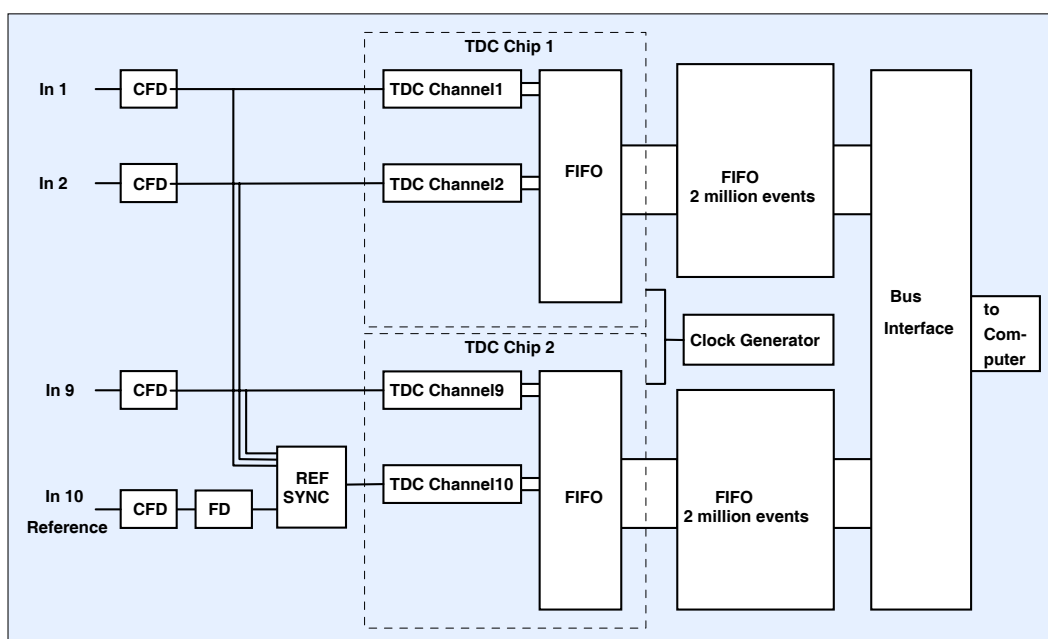 TDC Chip 1
In 1
CFD
TDC Channel1
In 2
CFD
TDC Channel2
FIFO
FIFO
2 million events
Bus
Interface
to
Com-
puter
Clock Generator
TDC Chip 2
In 9
CFD
TDC Channel9
REF
SYNC
TDC Channel10
In 10
Reference
CFD
FD
FIFO
FIFO
2 million events